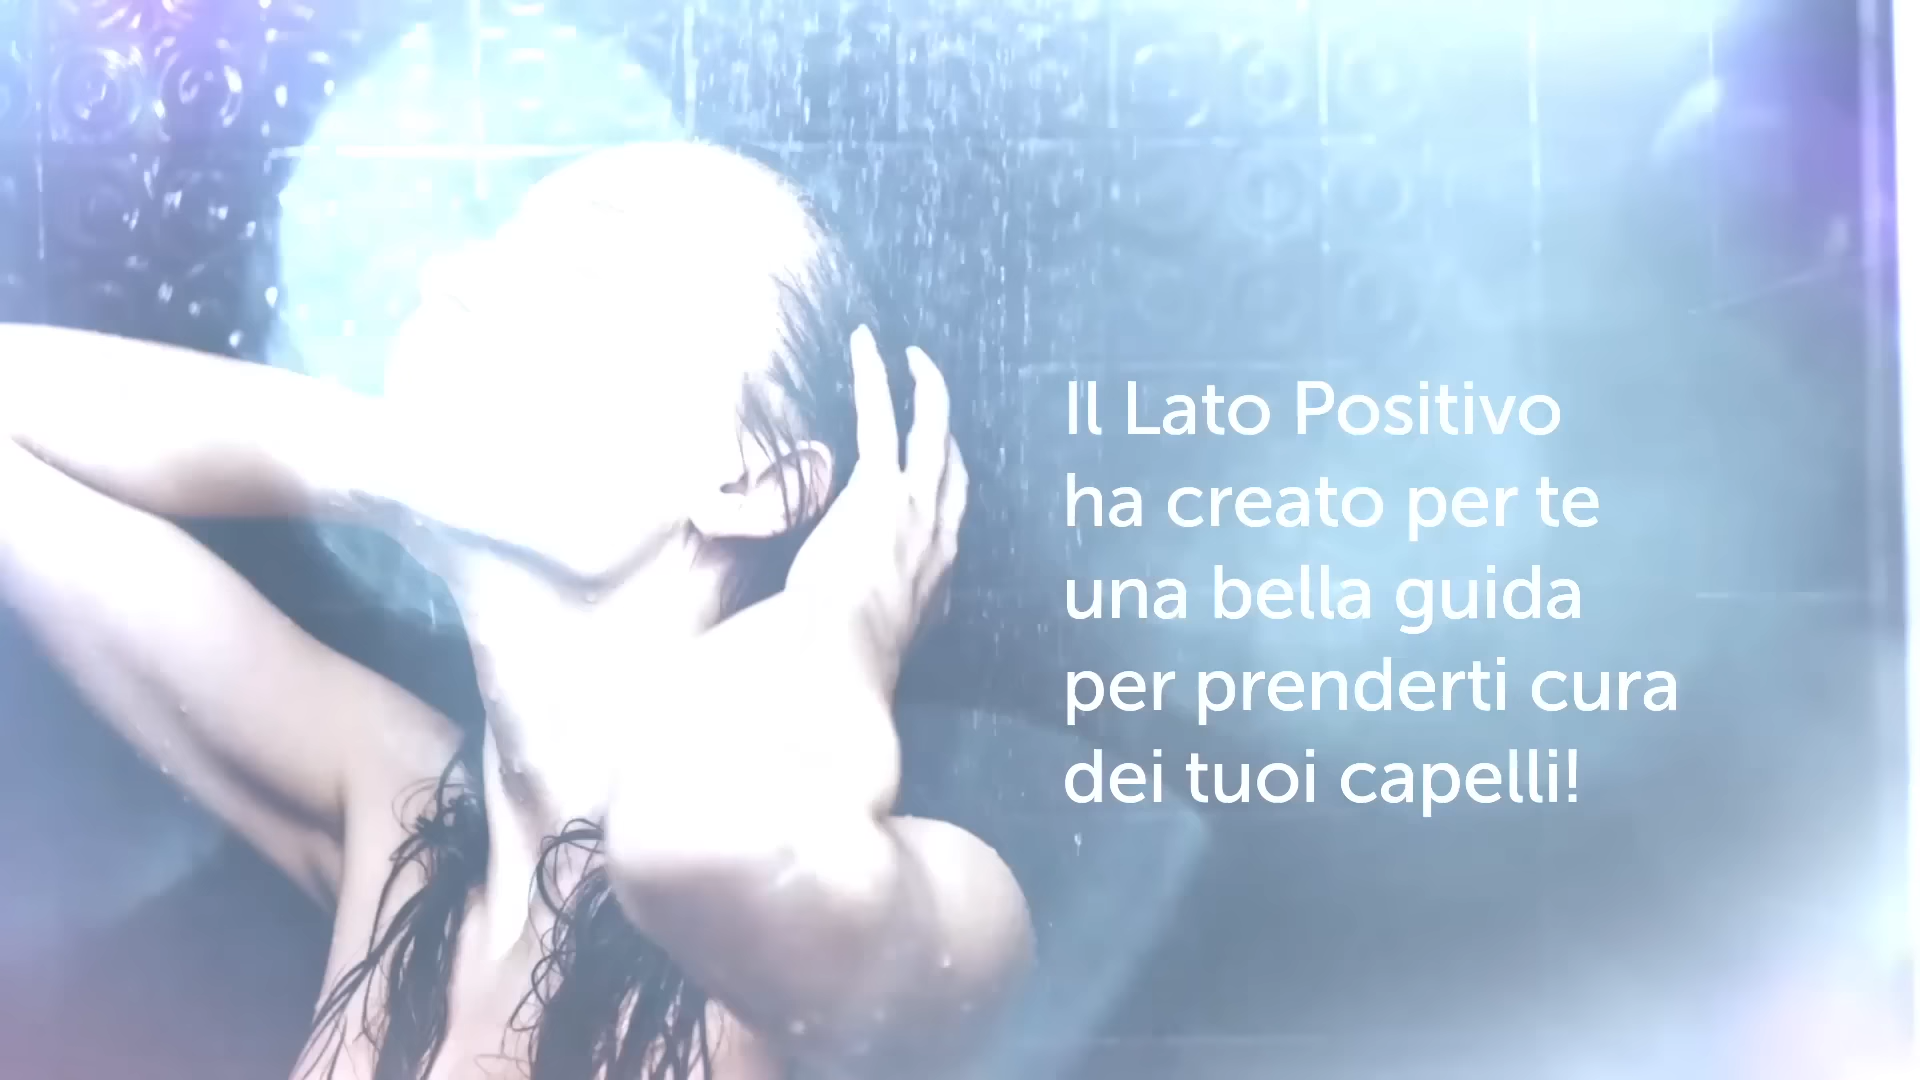 Il Lato Positivo
ha creato per te
una bella guida
per prenderti cura
dei tuoi capelli!